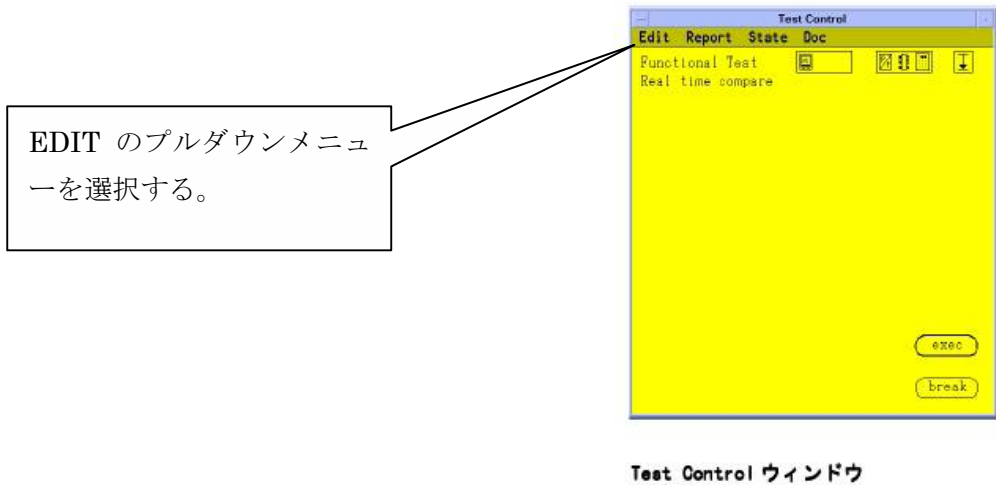 Test Control
Edit Report State Doc
Functional Test
Real time compare
EDIT のプルダウンメニュ
ーを選択する。
exec
break
Test Control ウィンドウ